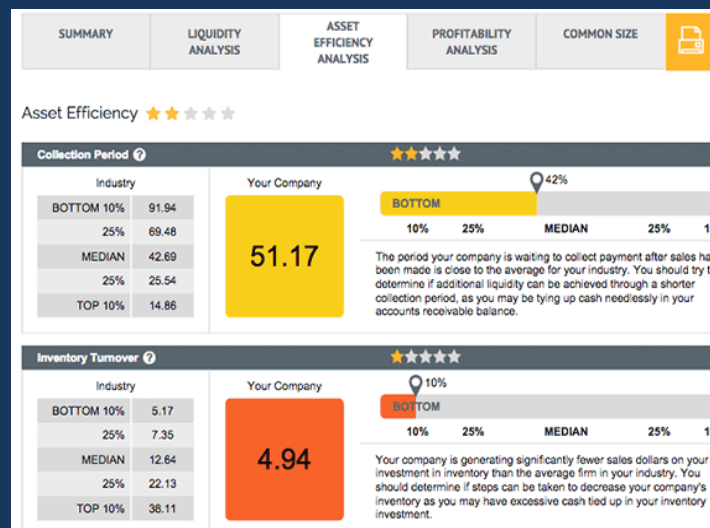 SUMMARY
LIQUIDITY
ANALYSIS
ASSET
EFFICIENCY
ANALYSIS
PROFITABILITY
ANALYSIS
COMMON SIZE
Asset Efficiency
Collection Period ?
Industry
BOTTOM 10% 91.94
25% 69.48
MEDIAN 42.69
25% 25.54
TOP 10% 14.86
Your Company
51.17
42%
BOTTOM
10% 25% MEDIAN 25% 1
The period your company is waiting to collect payment after sales ha
been made is close to the average for your industry. You should try t
determine if additional liquidity can be achieved through a shorter
collection period, as you may be tying up cash needlessly in your
accounts receivable balance.
Inventory Turnover ?
Industry
BOTTOM 10% 5.17
25% 7.35
MEDIAN 12.64
25% 22.13
TOP 10% 38.11
Your Company
4.94
10%
BOTTOM
10% 25% MEDIAN 25% 1
Your company is generating significantly fewer sales dollars on your
investment in inventory than the average firm in your industry. You
should determine if steps can be taken to decrease your company's
inventory as you may have excessive cash tied up in your inventory
investment.